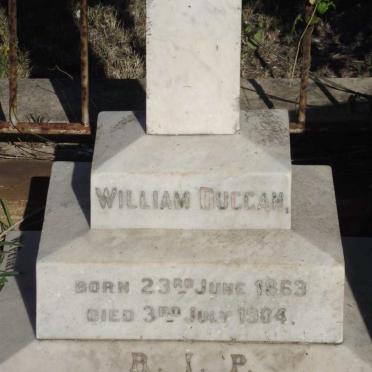 WILLIAM DUGGAN,
BORN 23RD JUNE 1863
DIED 3RD JULY 1904.
R. I. P.